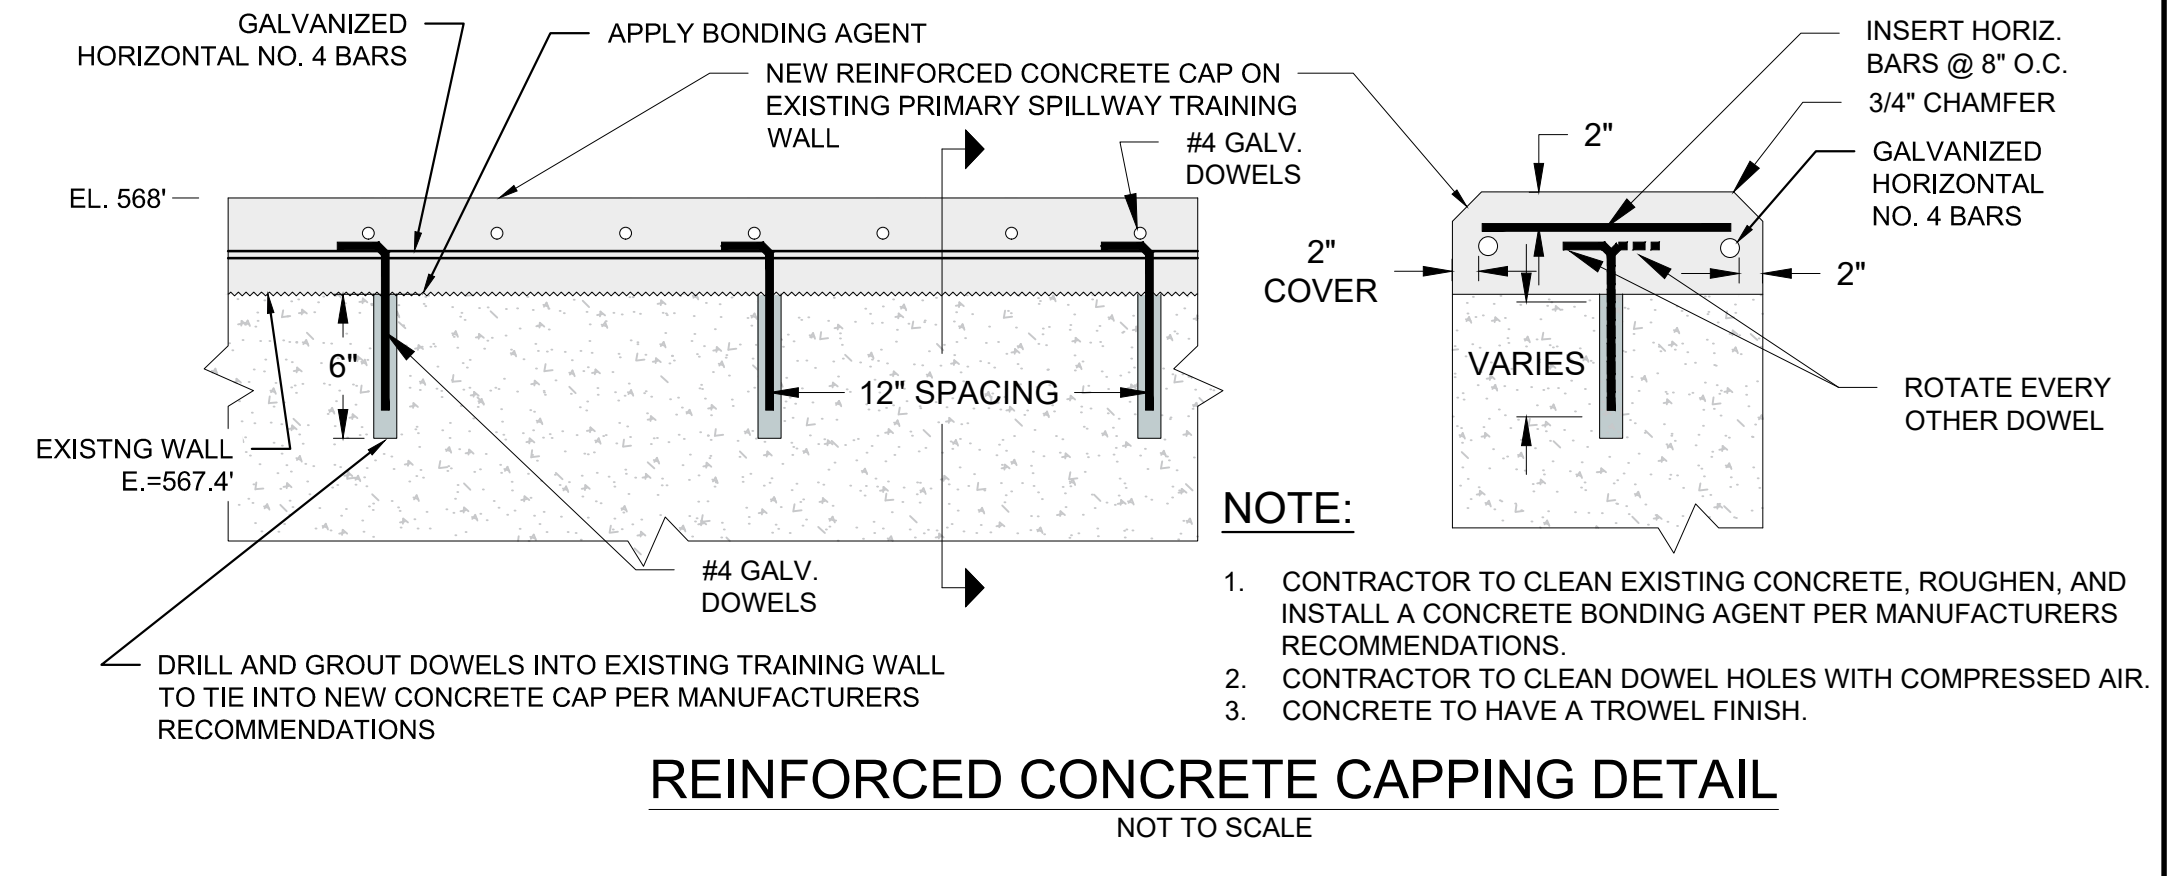 GALVANIZED
HORIZONTAL NO. 4 BARS
APPLY BONDING AGENT
NEW REINFORCED CONCRETE CAP ON
EXISTING PRIMARY SPILLWAY TRAINING
WALL
#4 GALV.
DOWELS
EL. 568'
6"
12" SPACING
EXISTNG WALL
E.=567.4'
#4 GALV.
DOWELS
DRILL AND GROUT DOWELS INTO EXISTING TRAINING WALL
TO TIE INTO NEW CONCRETE CAP PER MANUFACTURERS
RECOMMENDATIONS
INSERT HORIZ.
BARS @ 8" O.C.
3/4" CHAMFER
2"
GALVANIZED
HORIZONTAL
NO. 4 BARS
2"
COVER
2"
VARIES
ROTATE EVERY
OTHER DOWEL
NOTE:
1. CONTRACTOR TO CLEAN EXISTING CONCRETE, ROUGHEN, AND
INSTALL A CONCRETE BONDING AGENT PER MANUFACTURERS
RECOMMENDATIONS.
2. CONTRACTOR TO CLEAN DOWEL HOLES WITH COMPRESSED AIR.
3. CONCRETE TO HAVE A TROWEL FINISH.
REINFORCED CONCRETE CAPPING DETAIL
NOT TO SCALE